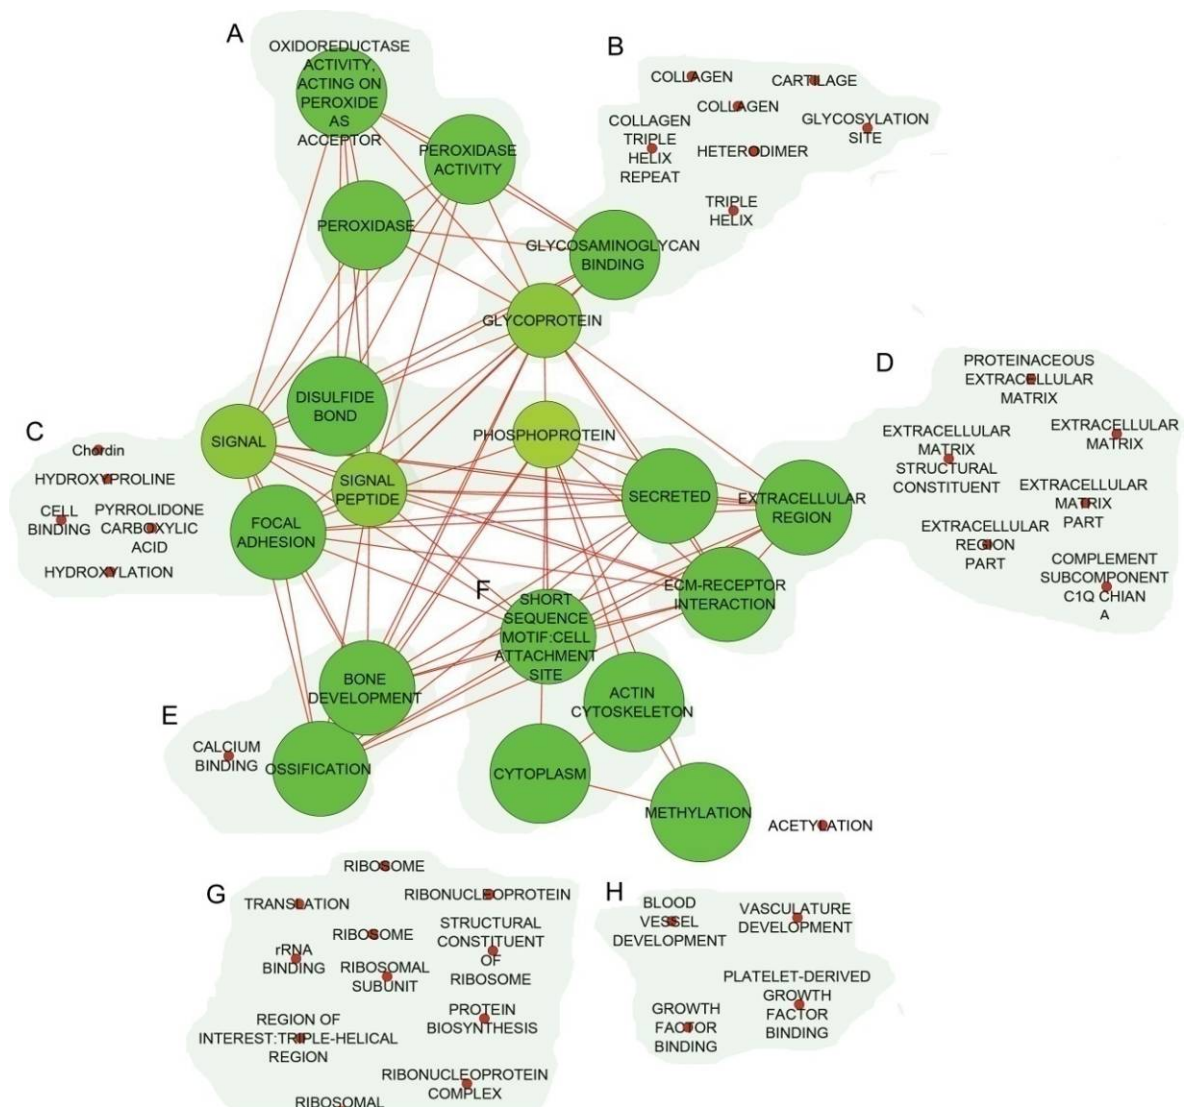 A
OXIDOREDUCTASE
ACTIVITY,
ACTING ON
PEROXIDE
AS
ACCEPTOR
PEROXIDASE
ACTIVITY
PEROXIDASE
B
COLLAGEN
CARTILAGE
COLLAGEN
COLLAGEN
TRIPLE
HELIX
REPEAT
GLYCOSYLATION
SITE
HETERODIMER
TRIPLE
HELIX
GLYCOSAMINOGLYCAN
BINDING
GLYCOPROTEIN
C
DISULFIDE
BOND
SIGNAL
SIGNAL
PEPTIDE
FOCAL
ADHESION
Chordin
HYDROXYPROLINE
CELL
BINDING
PYRROLIDONE
CARBOXYLIC
ACID
HYDROXYLATION
PHOSPHOPROTEIN
SECRETED
EXTRACELLULAR
REGION
ECM-RECEPTOR
INTERACTION
D
PROTEINACEOUS
EXTRACELLULAR
MATRIX
EXTRACELLULAR
MATRIX
EXTRACELLULAR
MATRIX
STRUCTURAL
CONSTITUENT
EXTRACELLULAR
MATRIX
PART
EXTRACELLULAR
REGION
PART
COMPLEMENT
SUBCOMPONENT
C1Q CHIAN
A
F
SHORT
SEQUENCE
MOTIF:CELL
ATTACHMENT
SITE
ACTIN
CYTOSKELETON
CYTOPLASM
METHYLATION
ACETYLATION
E
BONE
DEVELOPMENT
CALCIUM
BINDING
OSSIFICATION
G
RIBOSOME
TRANSLATION
RIBONUCLEOPROTEIN
RIBOSOME
STRUCTURAL
CONSTITUENT
OF
RIBOSOME
rRNA
BINDING
RIBOSOMAL
SUBUNIT
PROTEIN
BIOSYNTHESIS
REGION OF
INTEREST:TRIPLE-HELICAL
REGION
RIBONUCLEOPROTEIN
COMPLEX
RIBOSOMAL
H
BLOOD
VESSEL
DEVELOPMENT
VASCULATURE
DEVELOPMENT
GROWTH
FACTOR
BINDING
PLATELET-DERIVED
GROWTH
FACTOR
BINDING